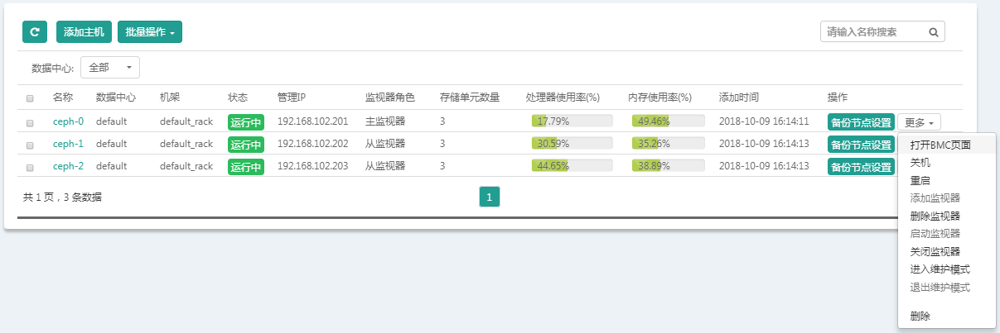 添加主机 批量操作 请输入名称搜索
数据中心: 全部
名称 数据中心 机架 状态 管理IP 监视器角色 存储单元数量 处理器使用率(%) 内存使用率(%) 添加时间 操作
ceph-0 default default_rack 运行中 192.168.102.201 主监视器 3 17.79% 49.46% 2018-10-09 16:14:11 备份节点设置 更多
ceph-1 default default_rack 运行中 192.168.102.202 从监视器 3 30.59% 35.26% 2018-10-09 16:14:13 备份节点设置
ceph-2 default default_rack 运行中 192.168.102.203 从监视器 3 44.65% 38.89% 2018-10-09 16:14:13 备份节点设置
共 1 页，3 条数据 1
打开BMC页面
关机
重启
添加监视器
删除监视器
启动监视器
关闭监视器
进入维护模式
退出维护模式
删除